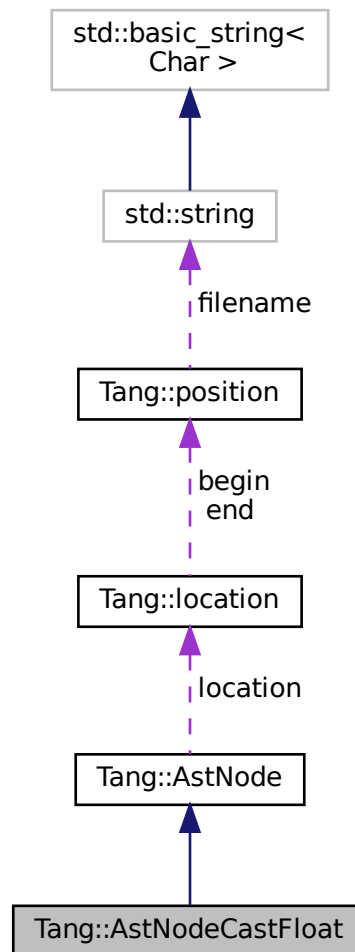 std::basic_string<
Char >
std::string
filename
Tang::position
begin
end
Tang::location
location
Tang::AstNode
Tang::AstNodeCastFloat